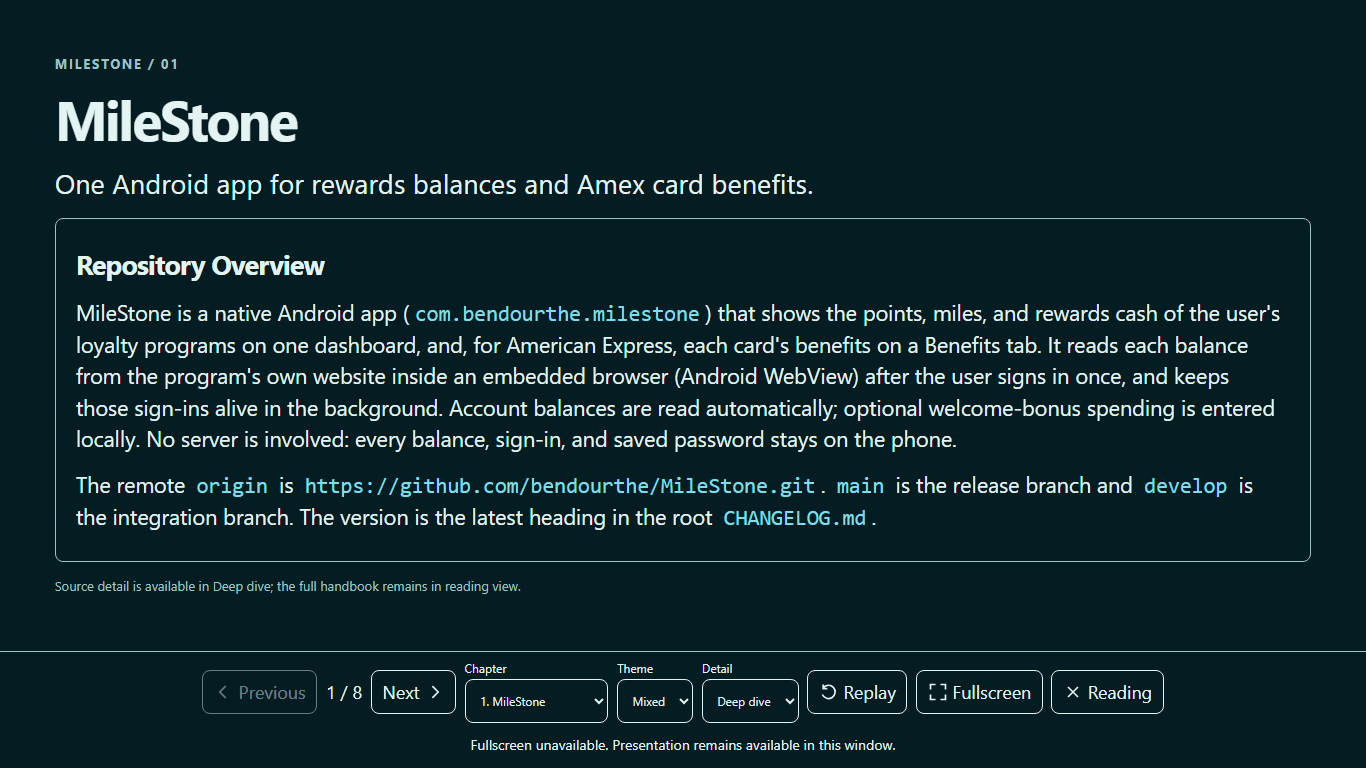 MILESTONE / 01
MileStone
One Android app for rewards balances and Amex card benefits.
Repository Overview
MileStone is a native Android app (com.bendourthe.milestone) that shows the points, miles, and rewards cash of the user's
loyalty programs on one dashboard, and, for American Express, each card's benefits on a Benefits tab. It reads each balance
from the program's own website inside an embedded browser (Android WebView) after the user signs in once, and keeps
those sign-ins alive in the background. Account balances are read automatically; optional welcome-bonus spending is entered
locally. No server is involved: every balance, sign-in, and saved password stays on the phone.
The remote origin is https://github.com/bendourthe/MileStone.git. main is the release branch and develop is
the integration branch. The version is the latest heading in the root CHANGELOG.md.
Source detail is available in Deep dive; the full handbook remains in reading view.
Chapter Theme Detail
Previous 1 / 8 Next 1. MileStone Mixed Deep dive Replay Fullscreen Reading
Fullscreen unavailable. Presentation remains available in this window.